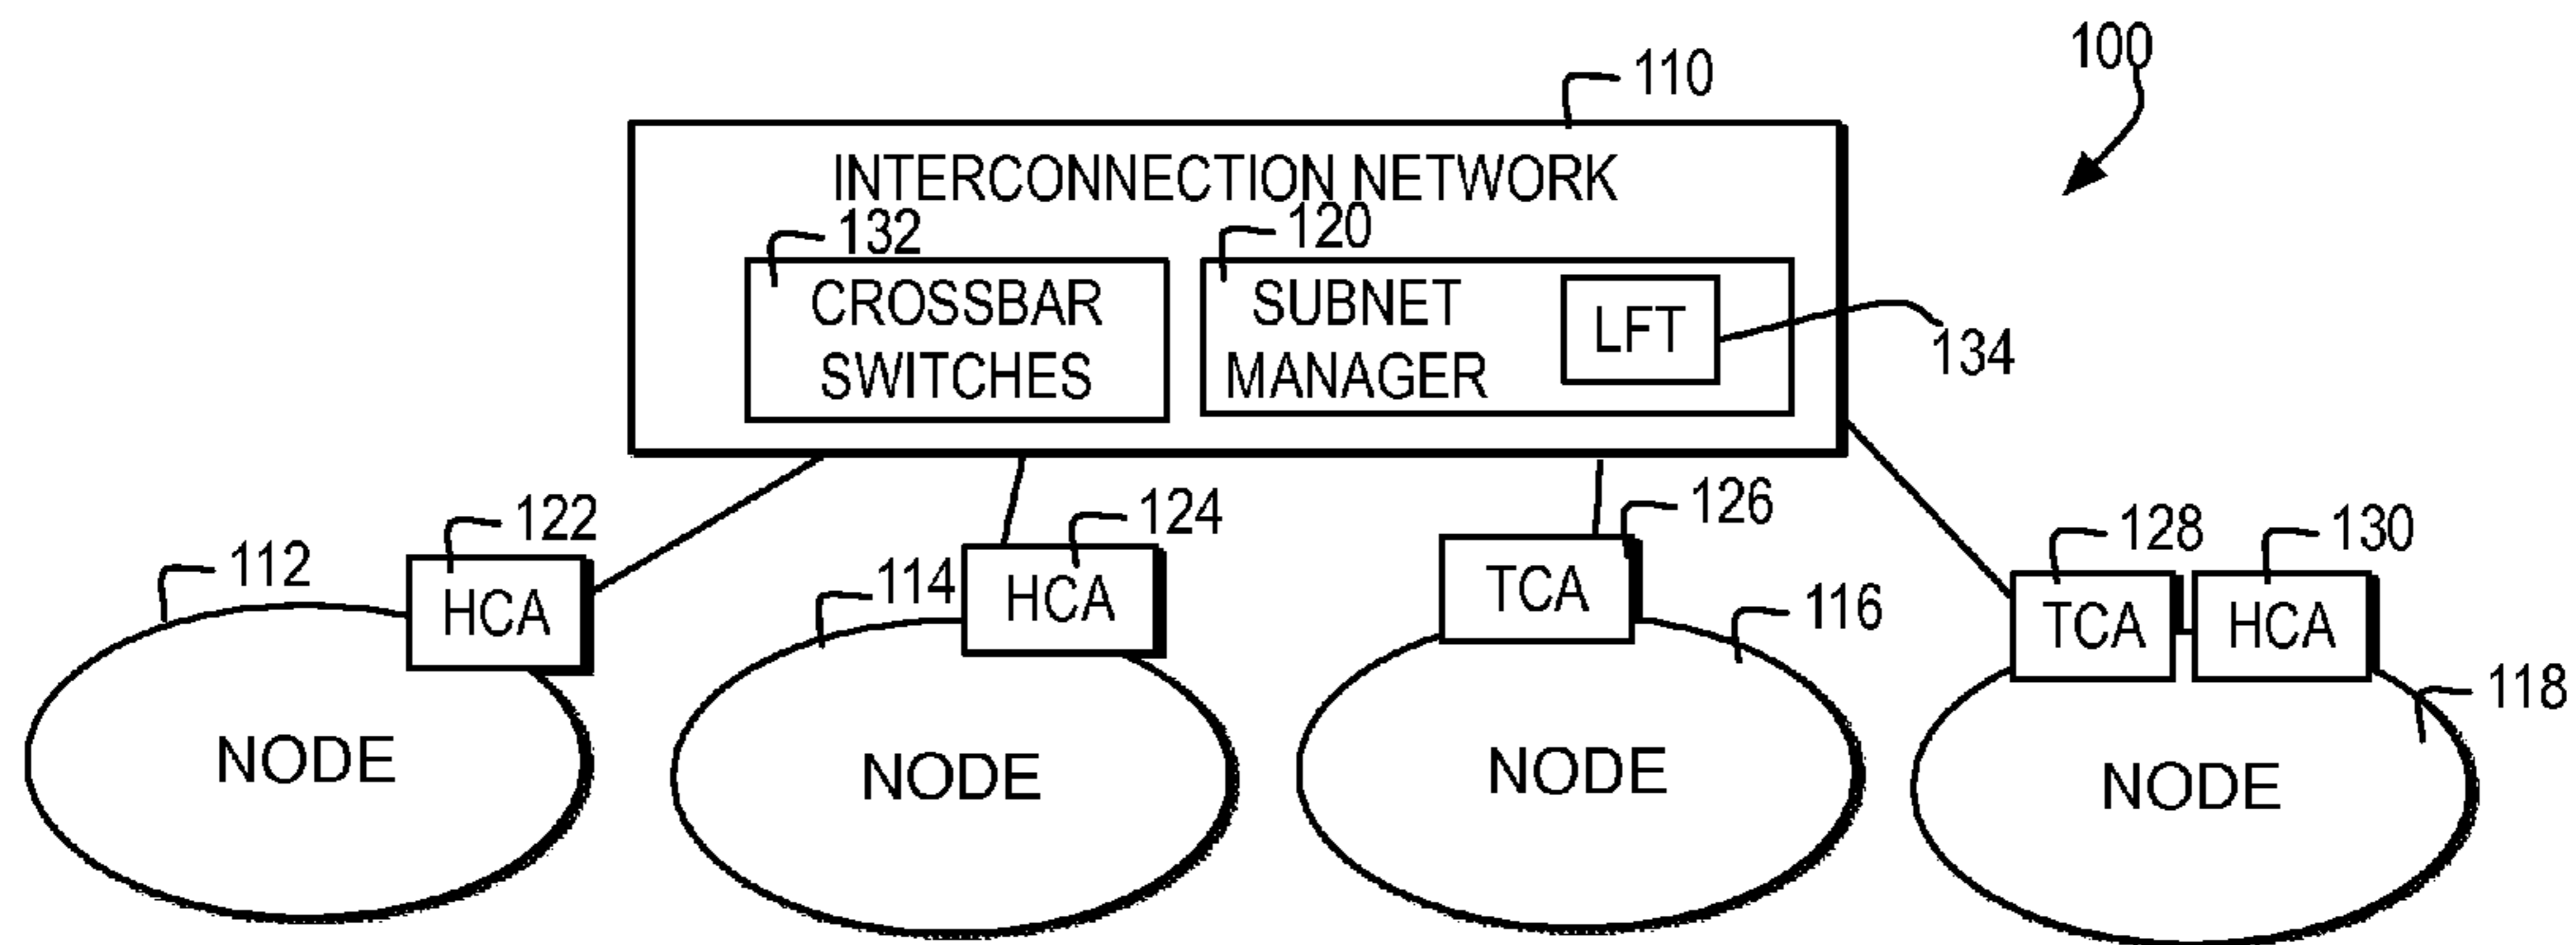 100
110
INTERCONNECTION NETWORK
132
120
CROSSBAR
SWITCHES
SUBNET
MANAGER
LFT
134
122
124
126
128
130
112
HCA
114
HCA
TCA
116
TCA
HCA
118
NODE
NODE
NODE
NODE